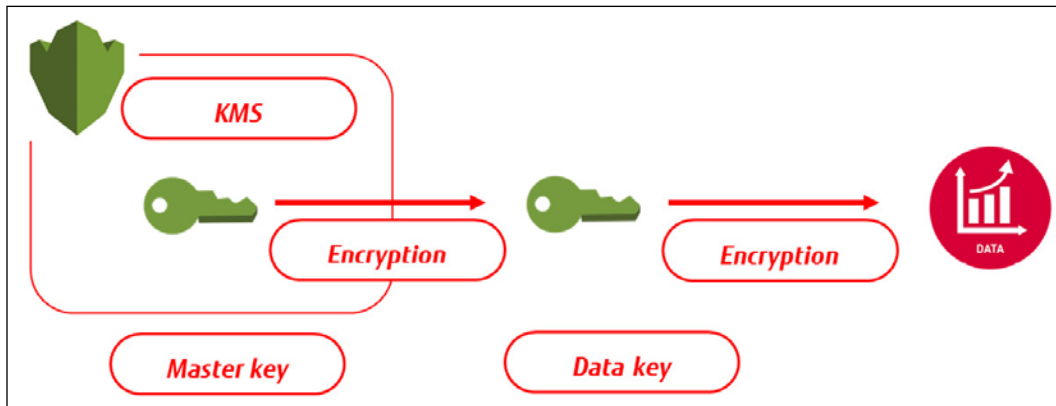 KMS
Encryption
Encryption
DATA
Master key
Data key